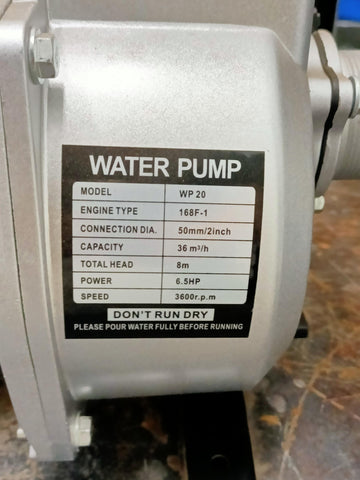 WATER PUMP
MODEL WP 20
ENGINE TYPE 168F-1
CONNECTION DIA. 50mm/2inch
CAPACITY 36 m³/h
TOTAL HEAD 8m
POWER 6.5HP
SPEED 3600r.p.m
DON'T RUN DRY
PLEASE POUR WATER FULLY BEFORE RUNNING